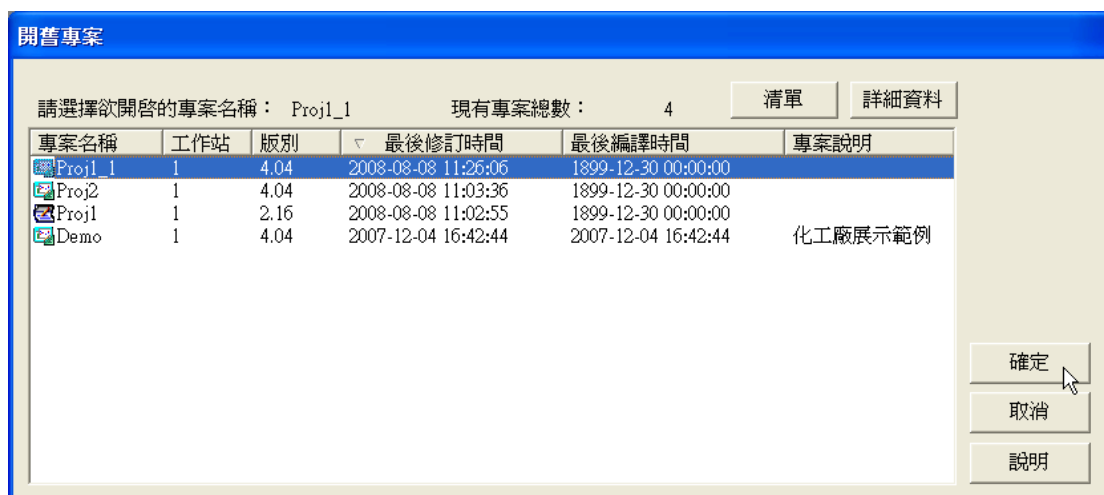 開舊專案
請選擇欲開啓的專案名稱： Proj1_1 現有專案總數： 4 清單 詳細資料
專案名稱 工作站 版別 最後修訂時間 最後編譯時間 專案說明
Proj1_1 1 4.04 2008-08-08 11:26:06 1899-12-30 00:00:00
Proj2 1 4.04 2008-08-08 11:03:36 1899-12-30 00:00:00
Proj1 1 2.16 2008-08-08 11:02:55 1899-12-30 00:00:00
Demo 1 4.04 2007-12-04 16:42:44 2007-12-04 16:42:44 化工廠展示範例
確定
取消
說明